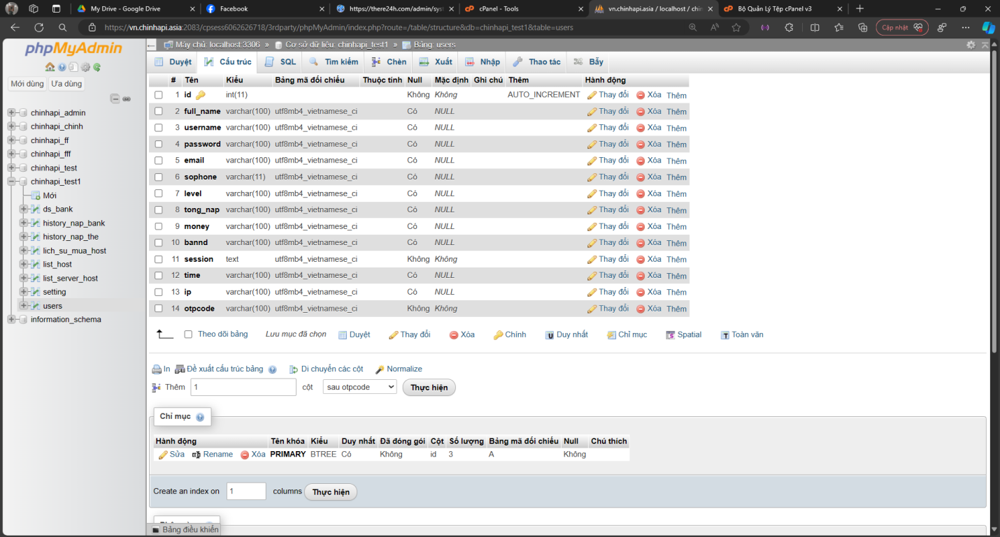 My Drive - Google Drive
Facebook
https://there24h.com/admin/syst
cPanel - Tools
vn.chinhapi.asia / localhost / chin
Bộ Quản Lý Tệp cPanel v3
https://vn.chinhapi.asia:2083/cpsess6062626718/3rdparty/phpMyAdmin/index.php?route=/table/structure&db=chinhapi_test1&table=users
Cập nhật
phpMyAdmin
Mới dùng Ưa dùng
chinhapi_admin
chinhapi_chinh
chinhapi_ff
chinhapi_fff
chinhapi_test
chinhapi_test1
Mới
ds_bank
history_nap_bank
history_nap_the
lich_su_mua_host
list_host
list_server_host
setting
users
information_schema
Máy chủ: localhost:3306 » Cơ sở dữ liệu: chinhapi_test1 » Bảng: users
Duyệt Cấu trúc SQL Tìm kiếm Chèn Xuất Nhập Thao tác Bẫy
# Tên Kiểu Bảng mã đối chiếu Thuộc tính Null Mặc định Ghi chú Thêm Hành động
1 id int(11) Không Không AUTO_INCREMENT Thay đổi Xóa Thêm
2 full_name varchar(100) utf8mb4_vietnamese_ci Có NULL Thay đổi Xóa Thêm
3 username varchar(100) utf8mb4_vietnamese_ci Có NULL Thay đổi Xóa Thêm
4 password varchar(100) utf8mb4_vietnamese_ci Có NULL Thay đổi Xóa Thêm
5 email varchar(100) utf8mb4_vietnamese_ci Có NULL Thay đổi Xóa Thêm
6 sophone varchar(11) utf8mb4_vietnamese_ci Có NULL Thay đổi Xóa Thêm
7 level varchar(100) utf8mb4_vietnamese_ci Có NULL Thay đổi Xóa Thêm
8 tong_nap varchar(100) utf8mb4_vietnamese_ci Có NULL Thay đổi Xóa Thêm
9 money varchar(100) utf8mb4_vietnamese_ci Có NULL Thay đổi Xóa Thêm
10 bannd varchar(100) utf8mb4_vietnamese_ci Có NULL Thay đổi Xóa Thêm
11 session text utf8mb4_vietnamese_ci Không Không Thay đổi Xóa Thêm
12 time varchar(100) utf8mb4_vietnamese_ci Có NULL Thay đổi Xóa Thêm
13 ip varchar(100) utf8mb4_vietnamese_ci Có NULL Thay đổi Xóa Thêm
14 otpcode varchar(100) utf8mb4_vietnamese_ci Không Không Thay đổi Xóa Thêm
Theo dõi bảng Lưu mục đã chọn Duyệt Thay đổi Xóa Chính Duy nhất Chỉ mục Spatial Toàn văn
In Đề xuất cấu trúc bảng Di chuyển các cột Normalize
Thêm 1 cột sau otpcode Thực hiện
Chỉ mục
Hành động Tên khóa Kiểu Duy nhất Đã đóng gói Cột Số lượng Bảng mã đối chiếu Null Chú thích
Sửa Rename Xóa PRIMARY BTREE Có Không id 3 A Không
Create an index on 1 columns Thực hiện
Bảng điều khiển